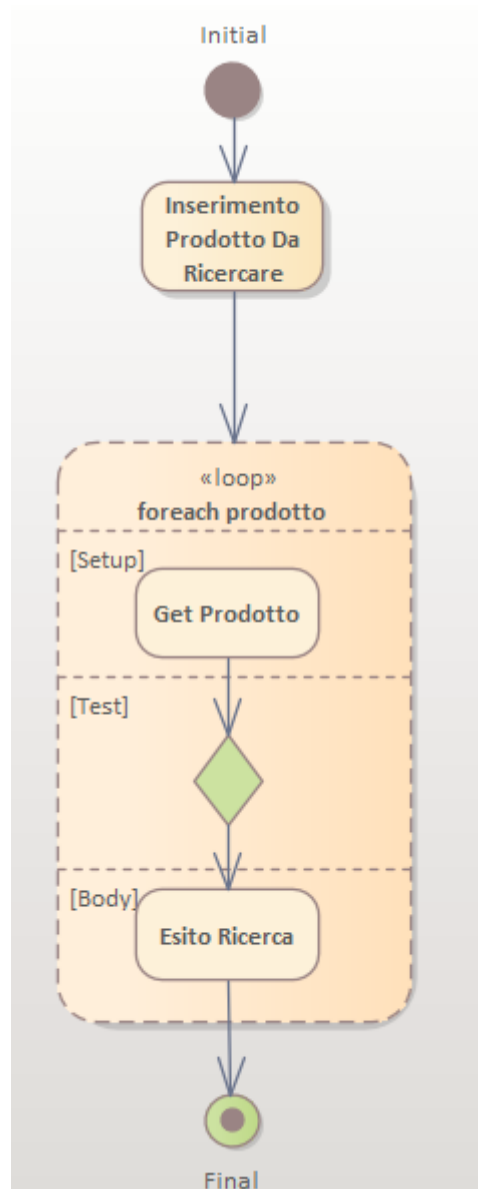 Initial
Inserimento
Prodotto Da
Ricercare
«loop»
foreach prodotto
[Setup]
Get Prodotto
[Test]
[Body]
Esito Ricerca
Final